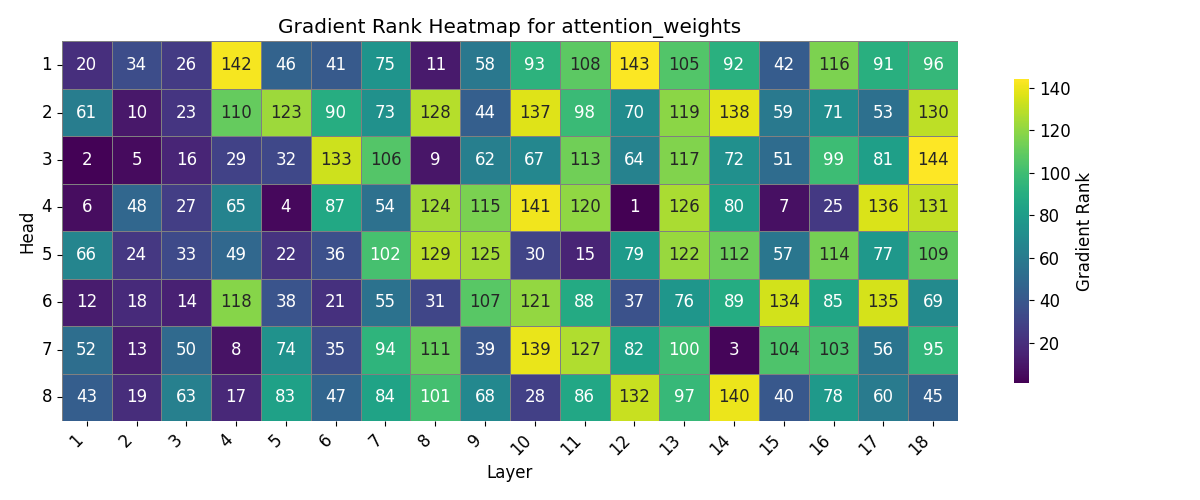 Gradient Rank Heatmap for attention_weights
Head
1 20 34 26 142 46 41 75 11 58 93 108 143 105 92 42 116 91 96
2 61 10 23 110 123 90 73 128 44 137 98 70 119 138 59 71 53 130
3 2 5 16 29 32 133 106 9 62 67 113 64 117 72 51 99 81 144
4 6 48 27 65 4 87 54 124 115 141 120 1 126 80 7 25 136 131
5 66 24 33 49 22 36 102 129 125 30 15 79 122 112 57 114 77 109
6 12 18 14 118 38 21 55 31 107 121 88 37 76 89 134 85 135 69
7 52 13 50 8 74 35 94 111 39 139 127 82 100 3 104 103 56 95
8 43 19 63 17 83 47 84 101 68 28 86 132 97 140 40 78 60 45
1 2 3 4 5 6 7 8 9 10 11 12 13 14 15 16 17 18
Layer
140
120
100
80
60
40
20
Gradient Rank